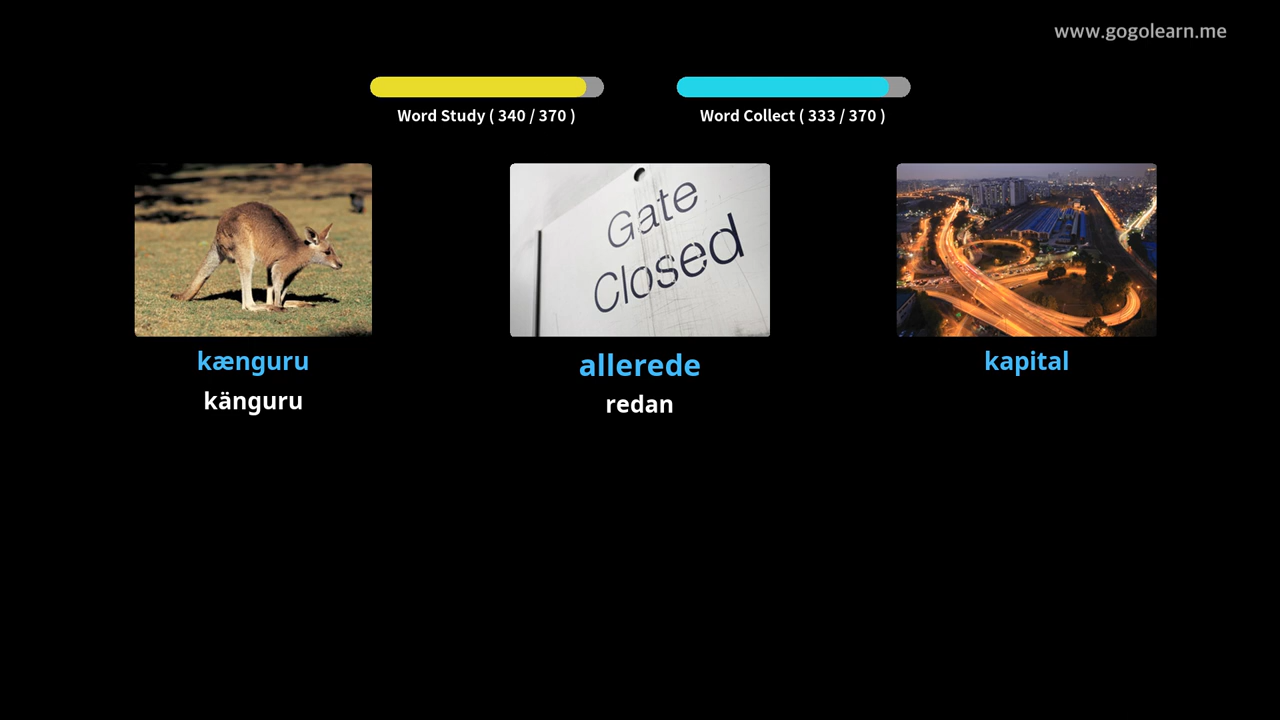 www.gogolearn.me
Word Study ( 340 / 370 )
Word Collect ( 333 / 370 )
Gate
Closed
kænguru
känguru
allerede
redan
kapital